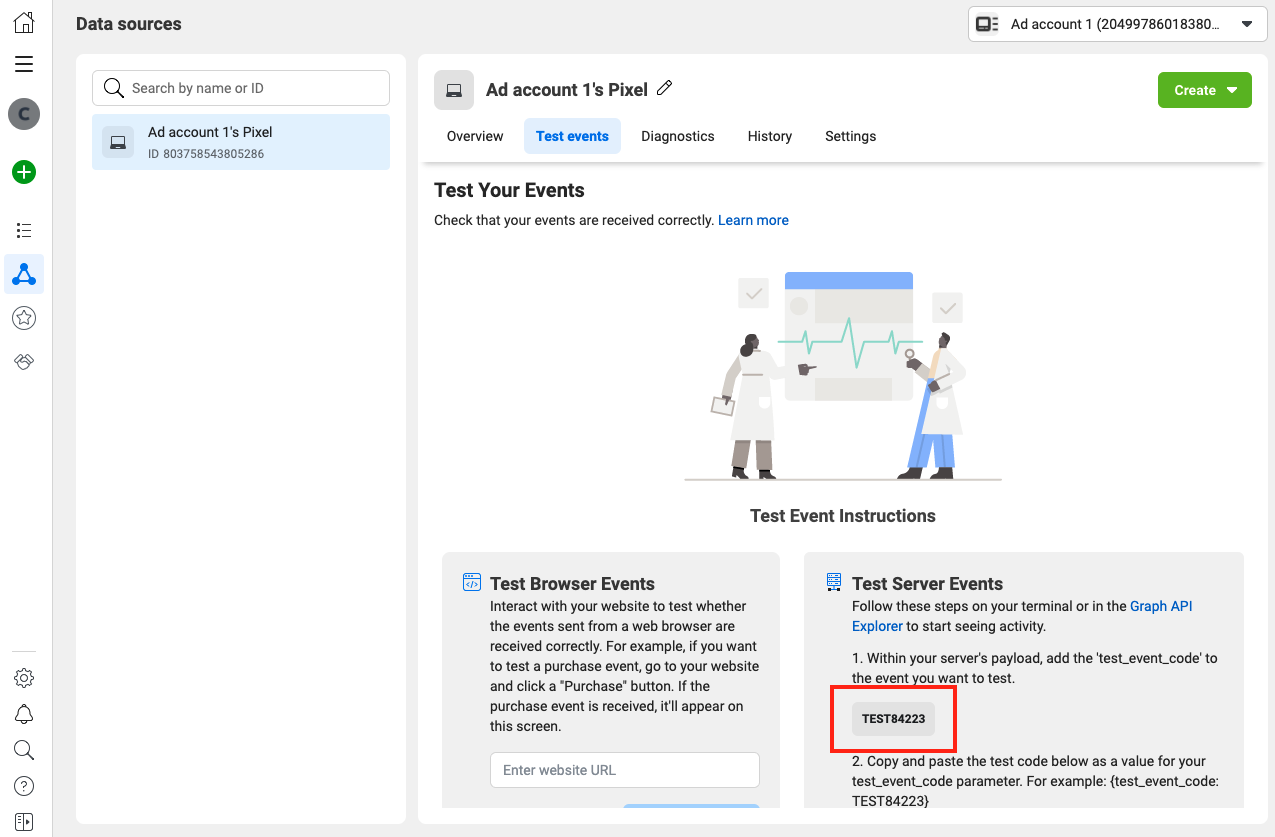 Data sources
Ad account 1 (20499786018380...
C
Search by name or ID
Ad account 1's Pixel
ID 803758543805286
Ad account 1's Pixel
Create
Overview
Test events
Diagnostics
History
Settings
Test Your Events
Check that your events are received correctly. Learn more
Test Event Instructions
Test Browser Events
Interact with your website to test whether
the events sent from a web browser are
received correctly. For example, if you want
to test a purchase event, go to your website
and click a "Purchase" button. If the
purchase event is received, it'll appear on
this screen.
Enter website URL
Test Server Events
Follow these steps on your terminal or in the Graph API
Explorer to start seeing activity.
1. Within your server's payload, add the 'test_event_code' to
the event you want to test.
TEST84223
2. Copy and paste the test code below as a value for your
test_event_code parameter. For example: {test_event_code:
TEST84223}